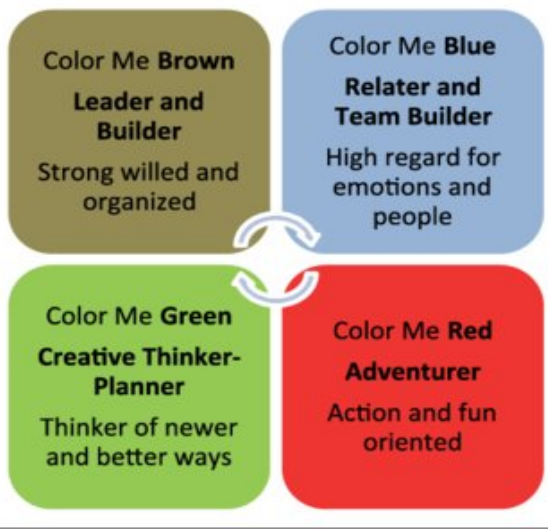 Color Me Brown
Leader and
Builder
Strong willed and
organized
Color Me Blue
Relater and
Team Builder
High regard for
emotions and
people
Color Me Green
Creative Thinker-
Planner
Thinker of newer
and better ways
Color Me Red
Adventurer
Action and fun
oriented